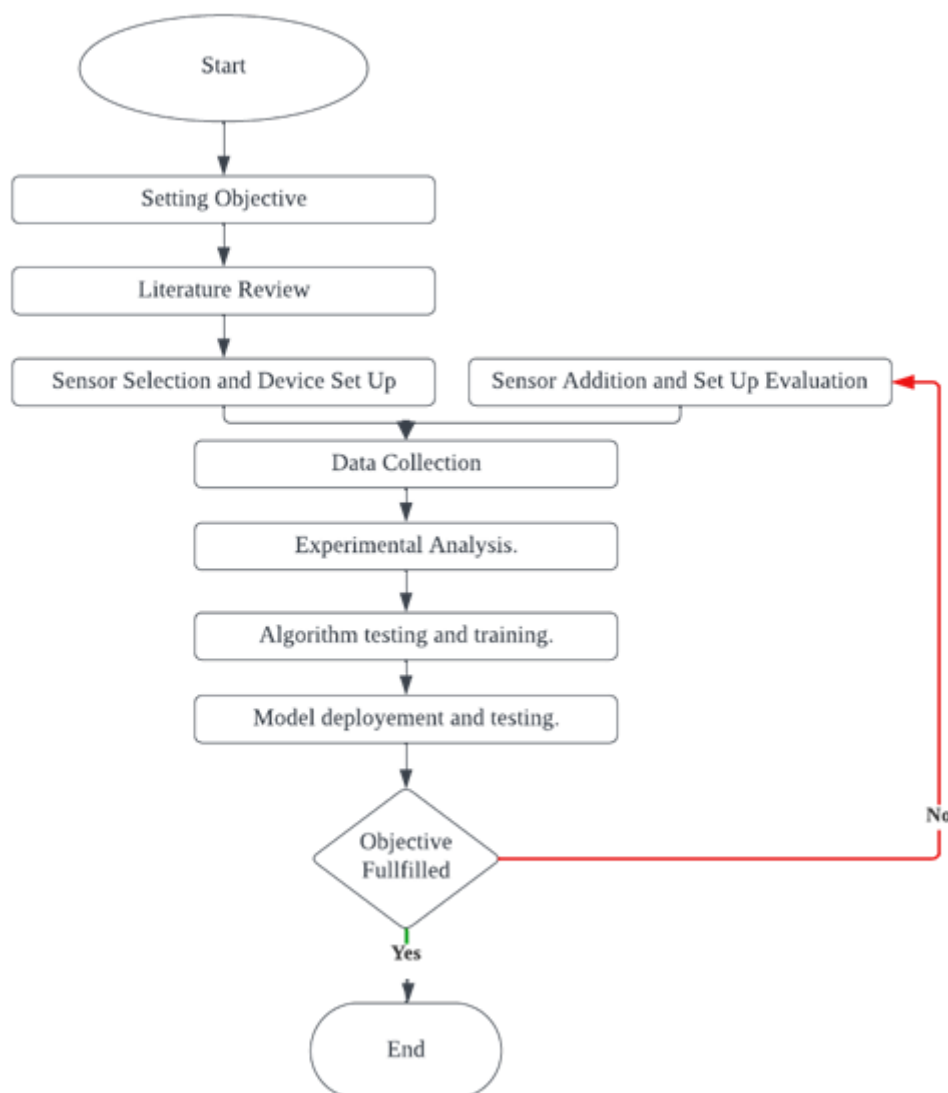 Start
Setting Objective
Literature Review
Sensor Selection and Device Set Up
Sensor Addition and Set Up Evaluation
Data Collection
Experimental Analysis.
Algorithm testing and training.
Model deployement and testing.
Objective
Fullfilled
No
Yes
End